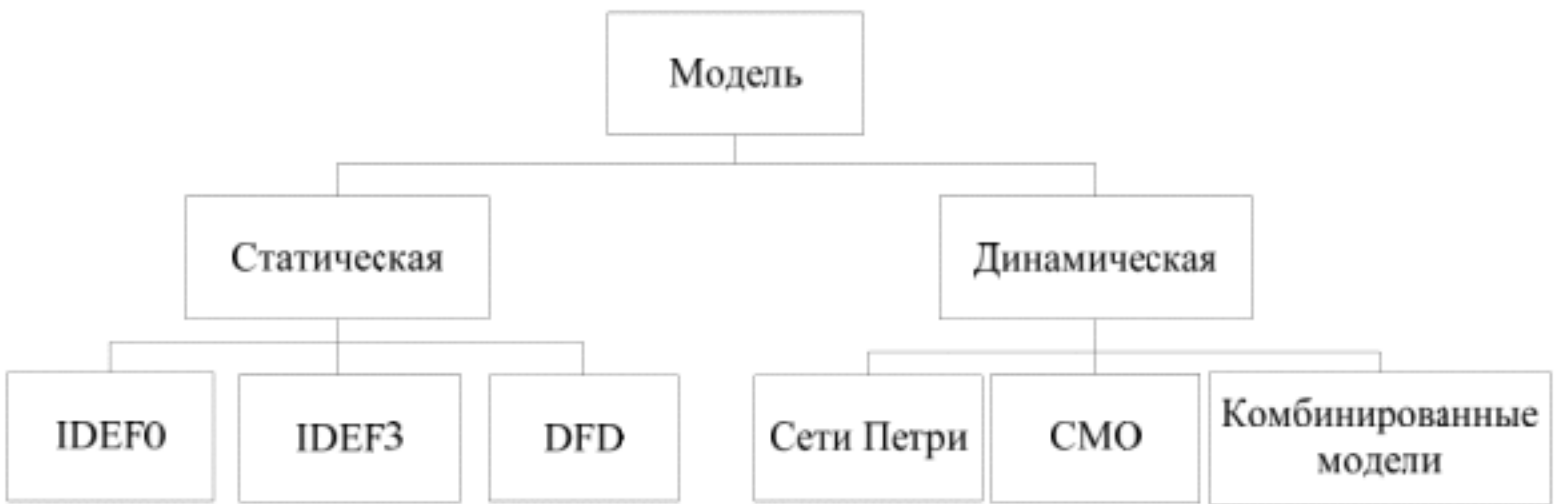 Модель
Статическая
Динамическая
IDEF0
IDEF3
DFD
Сети Петри
СМО
Комбинированные
модели